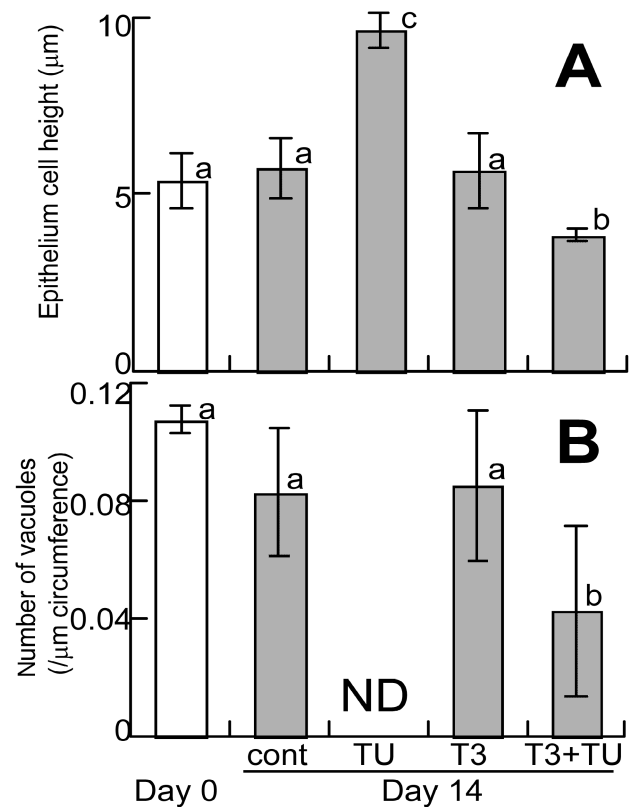 10
5
0
Epithelium cell height (μm)
A
a
a
c
a
b
0.12
0.08
0.04
0
Number of vacuoles
(/μm circumference)
B
a
a
ND
a
b
cont TU T3 T3+TU
Day 0 Day 14